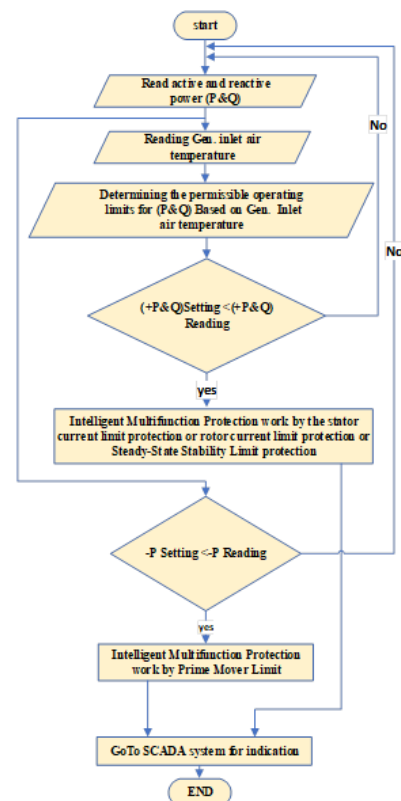 start
Read active and reactive
power (P&Q)
No
Reading Gen. inlet air
temperature
Determining the permissible operating
limits for (P&Q) Based on Gen. Inlet
air temperature
No
(+P&Q)Setting <(+P&Q)
Reading
yes
Intelligent Multifunction Protection work by the stator
current limit protection or rotor current limit protection or
Steady-State Stability Limit protection
-P Setting <-P Reading
yes
Intelligent Multifunction Protection
work by Prime Mover Limit
GoTo SCADA system for indication
END